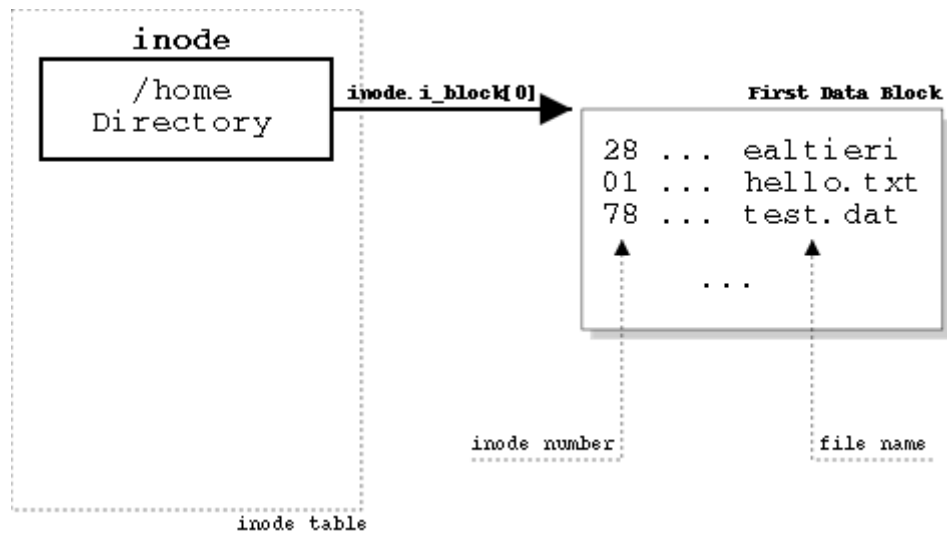 inode
/home
Directory
inode.i_block[0]
First Data Block
28 ... ealtieri
01 ... hello.txt
78 ... test.dat
...
inode number
file name
inode table